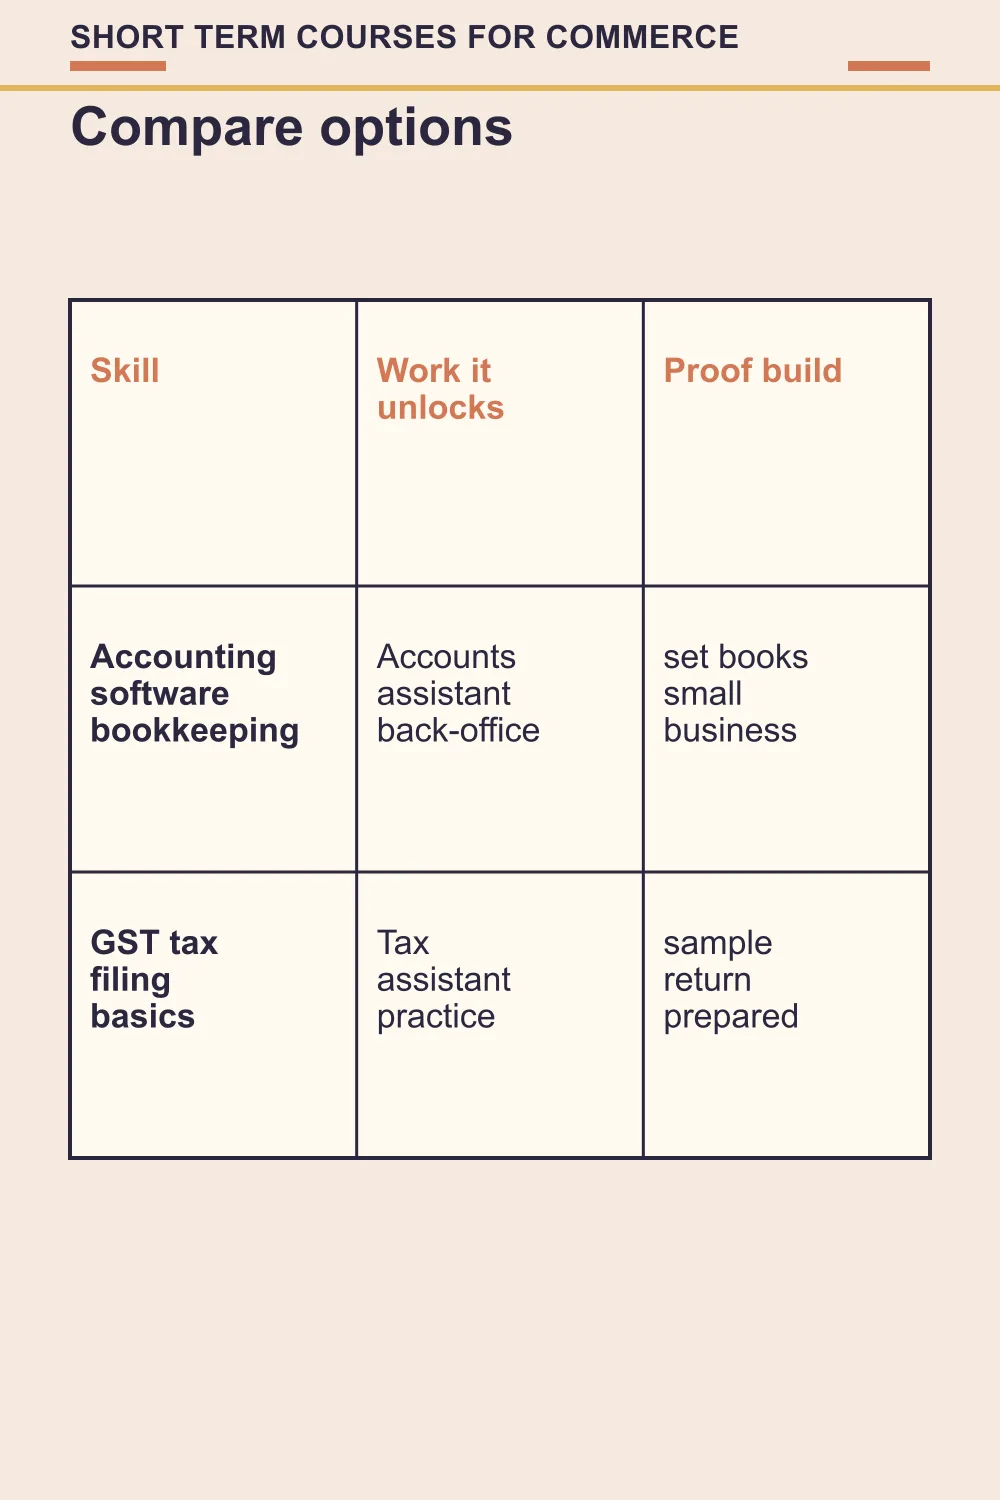 SHORT TERM COURSES FOR COMMERCE
Compare options
Skill
Work it
unlocks
Proof build
Accounting
software
bookkeeping
Accounts
assistant
back-office
set books
small
business
GST tax
filing
basics
Tax
assistant
practice
sample
return
prepared